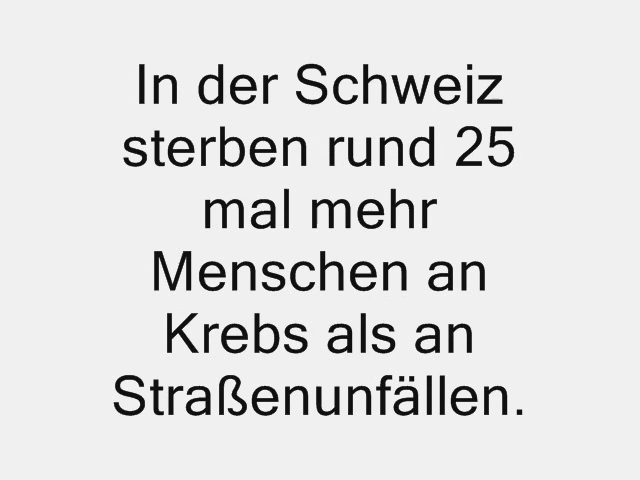 In der Schweiz
sterben rund 25
mal mehr
Menschen an
Krebs als an
Straßenunfällen.